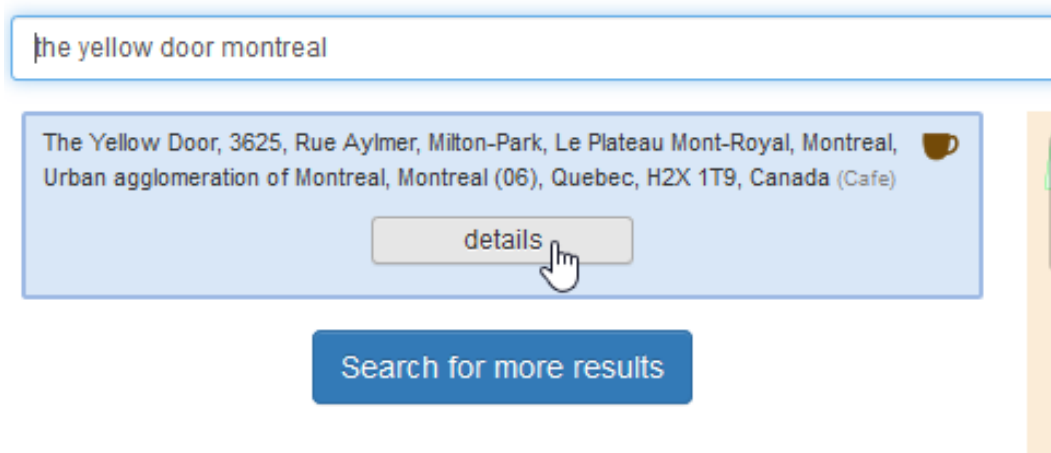 the yellow door montreal
The Yellow Door, 3625, Rue Aylmer, Milton-Park, Le Plateau Mont-Royal, Montreal,
Urban agglomeration of Montreal, Montreal (06), Quebec, H2X 1T9, Canada (Cafe)
details
Search for more results